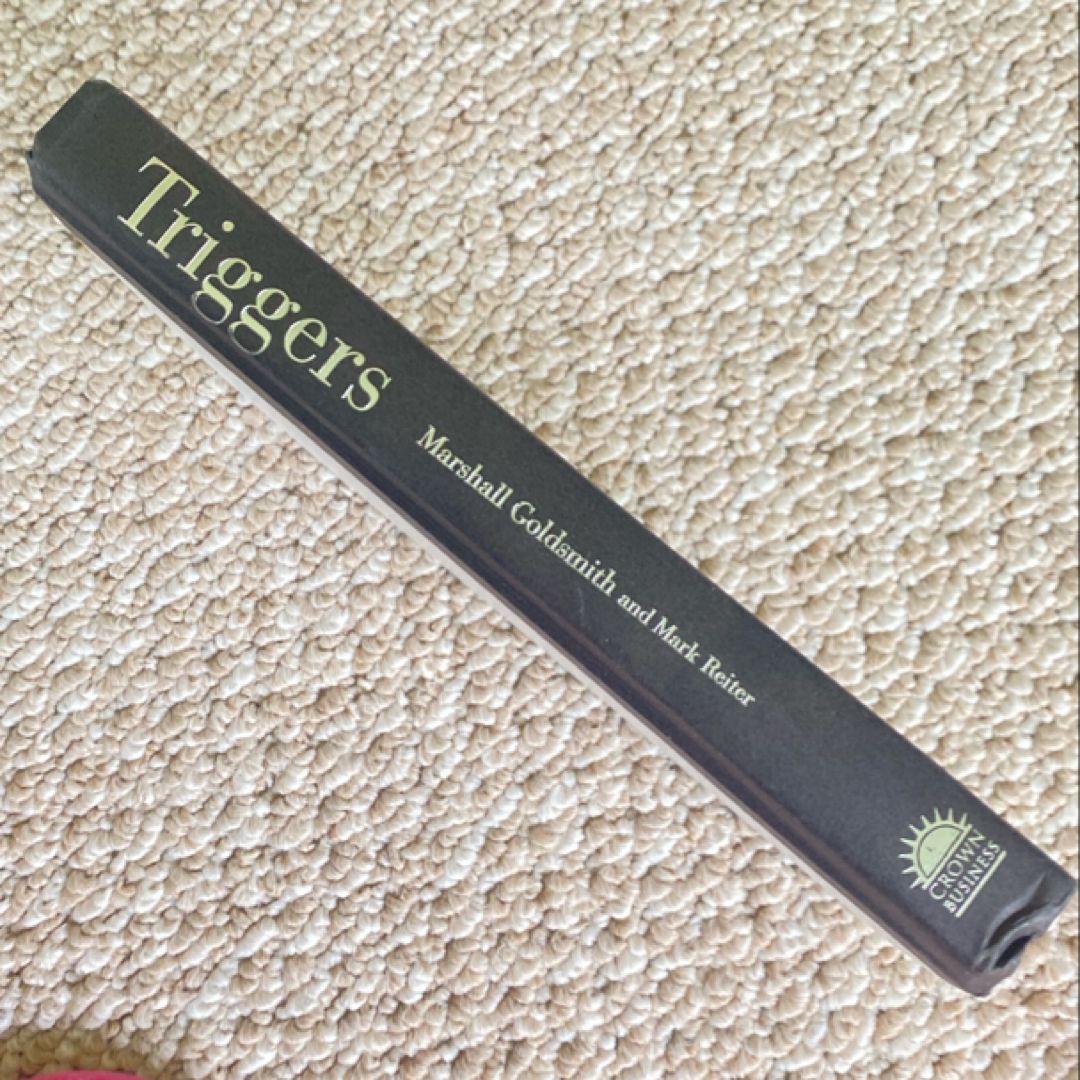 Triggers
Marshall Goldsmith and Mark Reiter
CROWN
BUSINESS